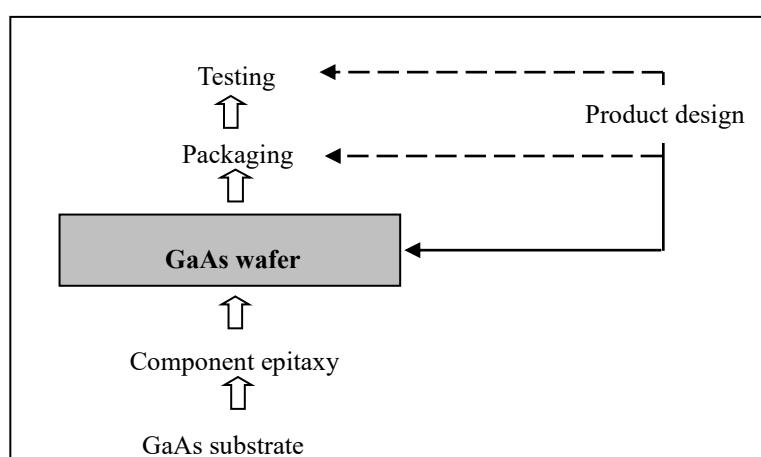 Testing
Product design
Packaging
GaAs wafer
Component epitaxy
GaAs substrate